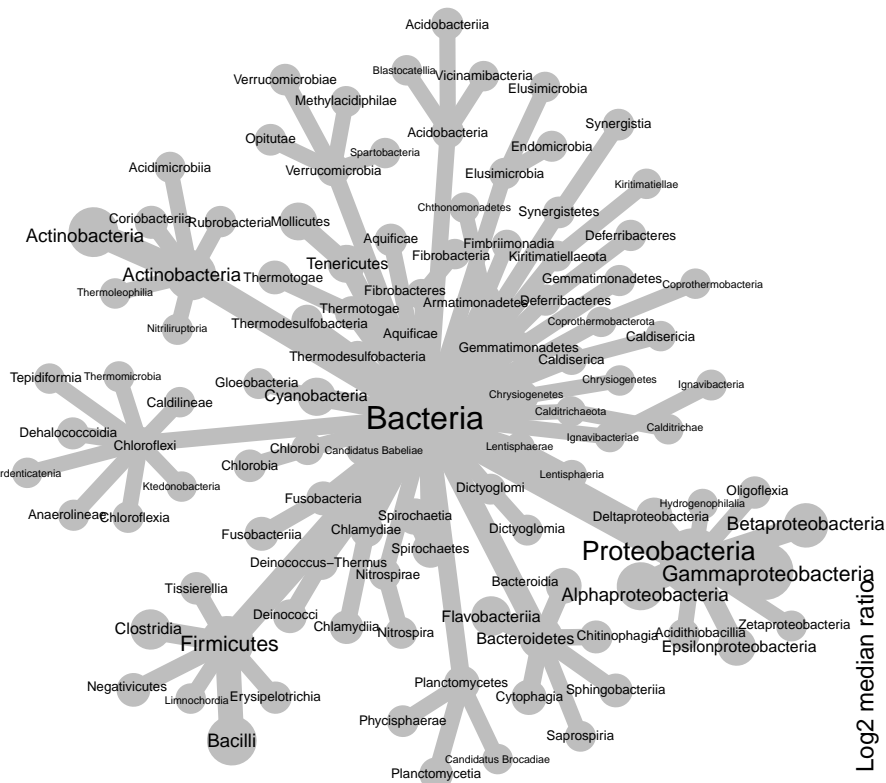 Acidobacteriia
Blastocatellia
Vicinamibacteria
Verrucomicrobiae
Elusimicrobia
Methylacidiphilae
Synergistia
Acidobacteria
Opitutae
Endomicrobia
Spartobacteria
Acidimicrobiia
Verrucomicrobia
Elusimicrobia
Kiritimatiellae
Chthonomonadetes
Synergistetes
Coriobacteriia
Rubrobacteria
Mollicutes
Actinobacteria
Aquificae
Fimbriimonadia
Deferribacteres
Fibrobacteria
Kiritimatiellaeota
Tenericutes
Actinobacteria
Thermotogae
Gemmatimonadetes
Coprothermobacteria
Thermoleophilia
Fibrobacteres
Armatimonadetes
Deferribacteres
Thermotogae
Nitriliruptoria
Thermodesulfobacteria
Coprothermobacterota
Aquificae
Caldisericia
Gemmatimonadetes
Thermodesulfobacteria
Caldiserica
Tepidiformia
Thermomicrobia
Gloeobacteria
Chrysiogenetes
Ignavibacteria
Cyanobacteria
Chrysiogenetes
Caldilineae
Calditrichaeota
Bacteria
Calditrichae
Dehalococcoidia
Ignavibacteriae
Chloroflexi
Chlorobi
Candidatus Babeliae
Lentisphaerae
Chlorobia
rdenticatenia
Lentisphaeria
Ktedonobacteria
Dictyoglomi
Oligoflexia
Fusobacteria
Hydrogenophilalia
Anaerolineae
Chloroflexia
Spirochaetia
Deltaproteobacteria
Betaproteobacteria
Fusobacteriia
Chlamydiae
Dictyoglomia
Spirochaetes
Proteobacteria
Deinococcus−Thermus
Nitrospirae
Gammaproteobacteria
Bacteroidia
Tissierellia
Alphaproteobacteria
Deinococci
Flavobacteriia
Clostridia
Chlamydiia
Nitrospira
Zetaproteobacteria
Firmicutes
Bacteroidetes
Chitinophagia
Acidithiobacillia
Epsilonproteobacteria
Negativicutes
Planctomycetes
Limnochordia
Erysipelotrichia
Cytophagia
Sphingobacteriia
Phycisphaerae
Bacilli
Saprospiria
Candidatus Brocadiae
Planctomycetia
Log2 median ratio